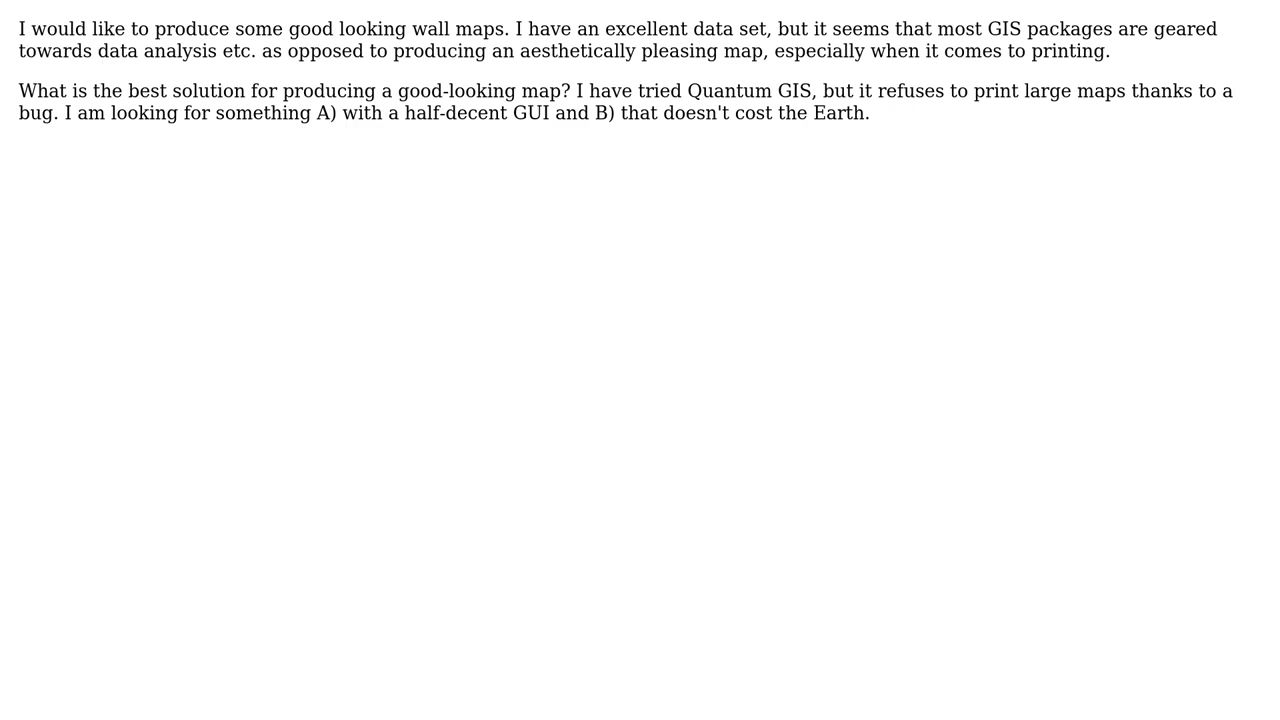 I would like to produce some good looking wall maps. I have an excellent data set, but it seems that most GIS packages are geared
towards data analysis etc. as opposed to producing an aesthetically pleasing map, especially when it comes to printing.
What is the best solution for producing a good-looking map? I have tried Quantum GIS, but it refuses to print large maps thanks to a
bug. I am looking for something A) with a half-decent GUI and B) that doesn't cost the Earth.